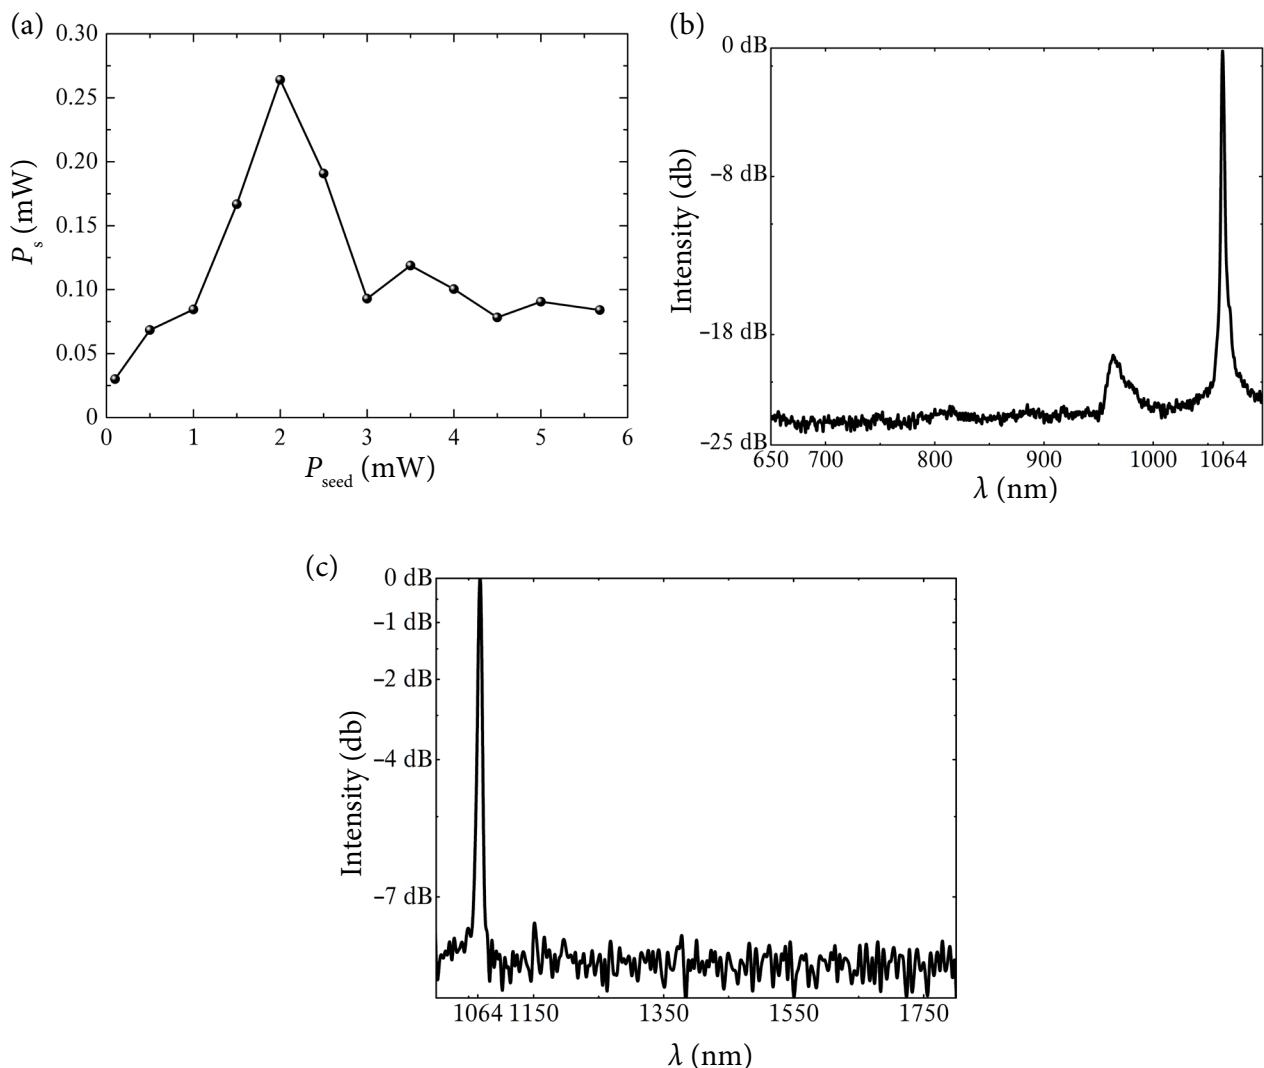 (a)
0.30
0.25
0.20
0.15
0.10
0.05
0
P_s (mW)
0 1 2 3 4 5 6
P_seed (mW)
(b)
0 dB
–8 dB
–18 dB
–25 dB
Intensity (db)
650 700 800 900 1000 1064
λ (nm)
(c)
0 dB
–1 dB
–2 dB
–4 dB
–7 dB
Intensity (db)
1064 1150 1350 1550 1750
λ (nm)